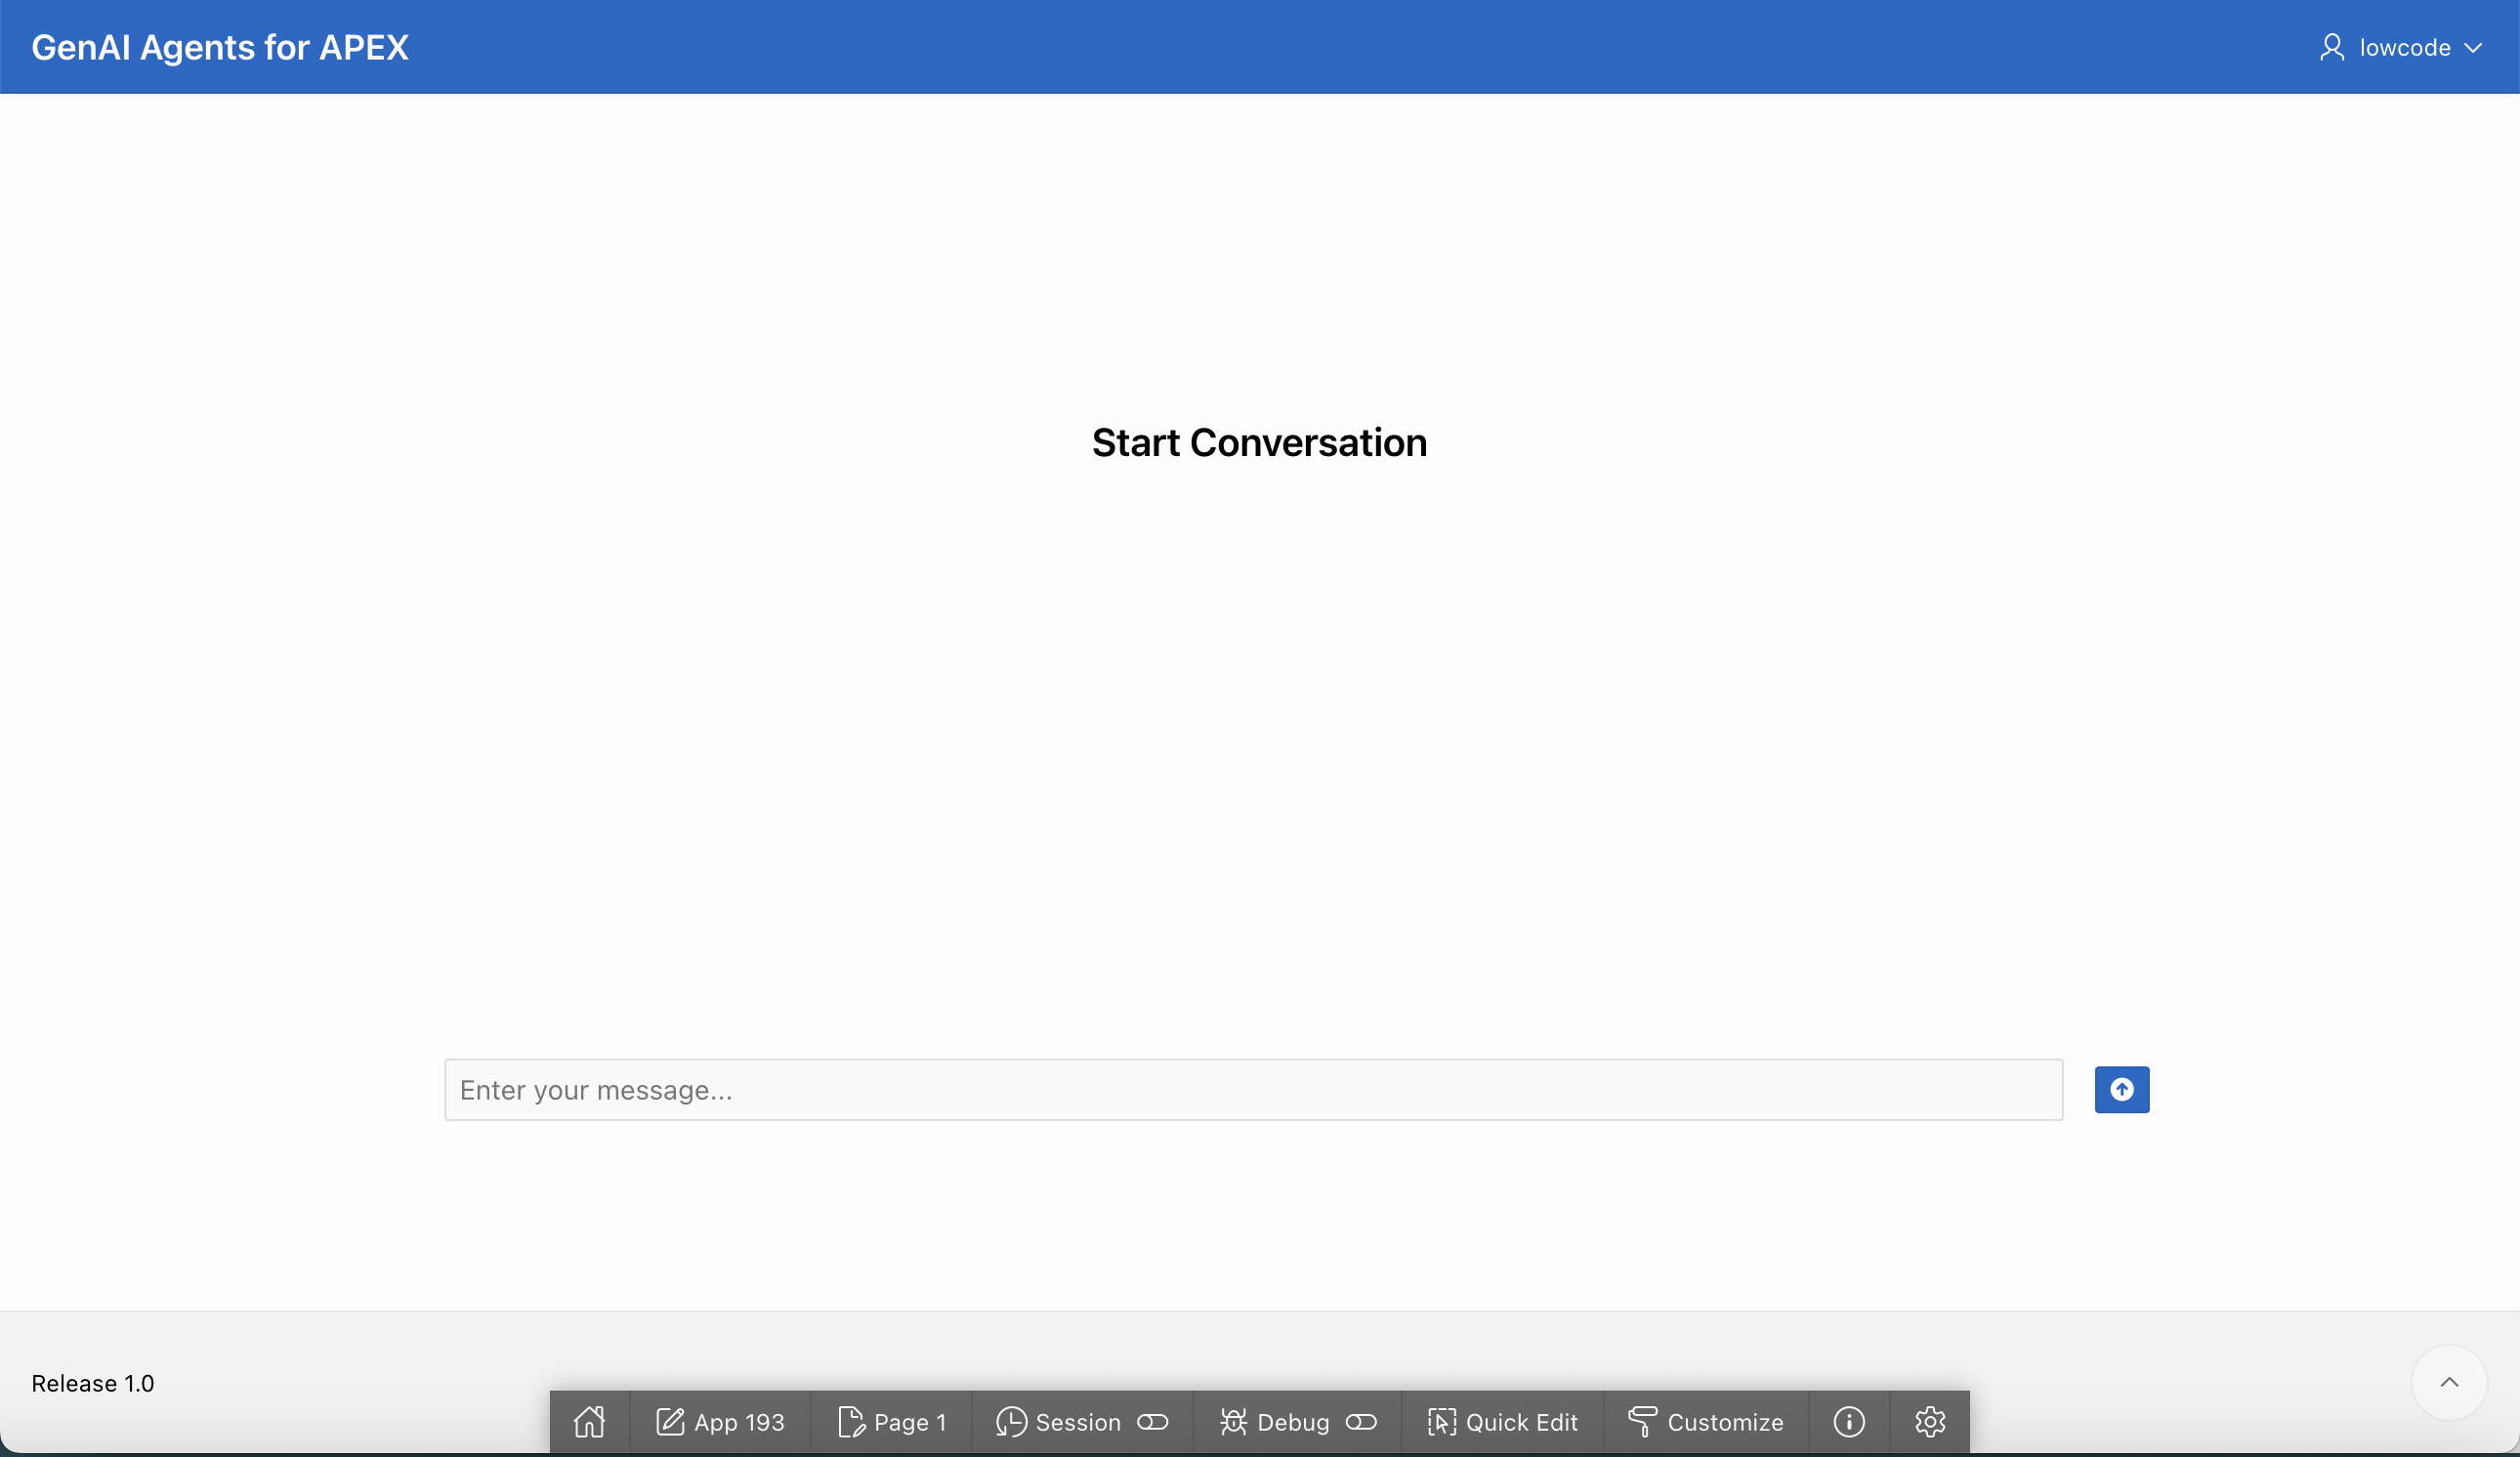 GenAI Agents for APEX
lowcode
Start Conversation
Enter your message...
Release 1.0
App 193
Page 1
Session
Debug
Quick Edit
Customize